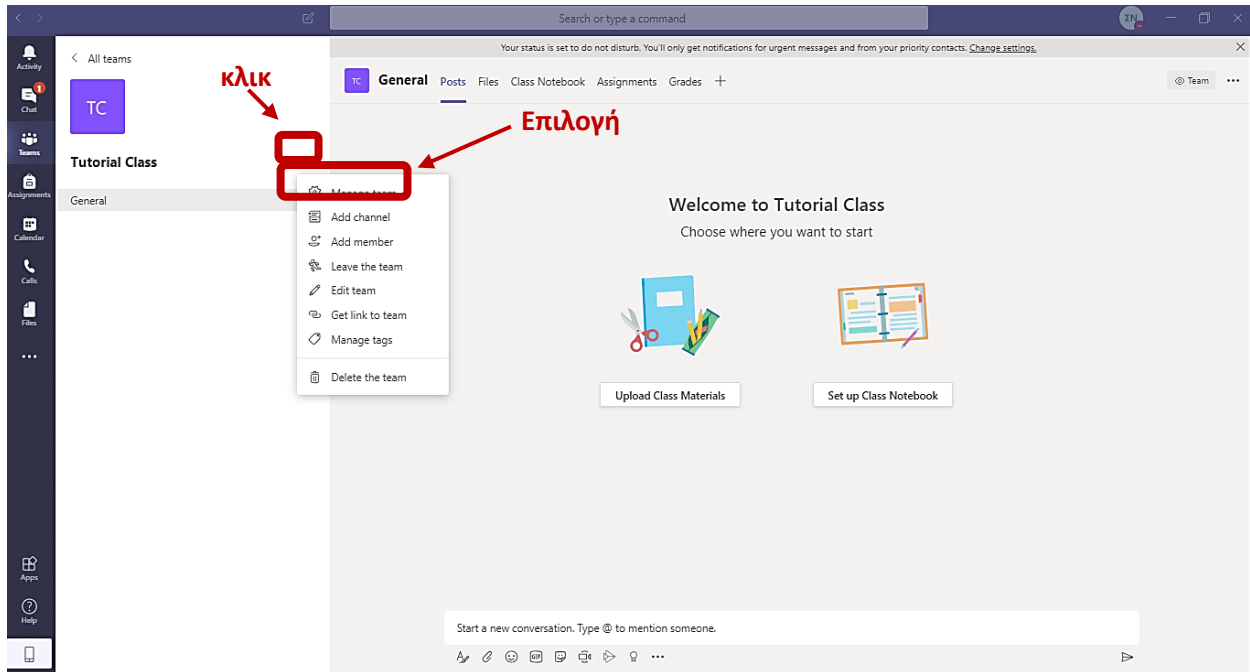 Search or type a command
ΣΝ
Your status is set to do not disturb. You'll only get notifications for urgent messages and from your priority contacts. Change settings.
Activity
1
Chat
Teams
Assignments
Calendar
Calls
Files
Apps
Help
All teams
TC
Tutorial Class
General
κλικ
Επιλογή
Manage team
Add channel
Add member
Leave the team
Edit team
Get link to team
Manage tags
Delete the team
TC General Posts Files Class Notebook Assignments Grades
Team
Welcome to Tutorial Class
Choose where you want to start
Upload Class Materials
Set up Class Notebook
Start a new conversation. Type @ to mention someone.
GIF